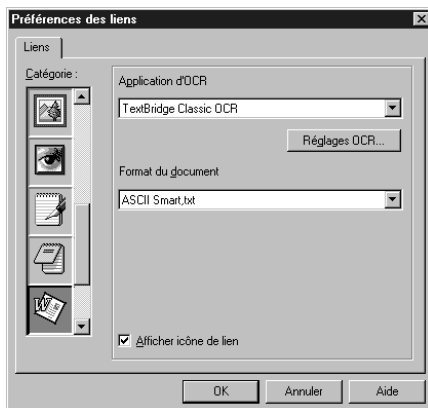 Préférences des liens
Liens
Catégorie :
Application d'OCR
TextBridge Classic OCR
Réglages OCR...
Format du document
ASCII Smart,txt
W
Afficher icône de lien
OK
Annuler
Aide